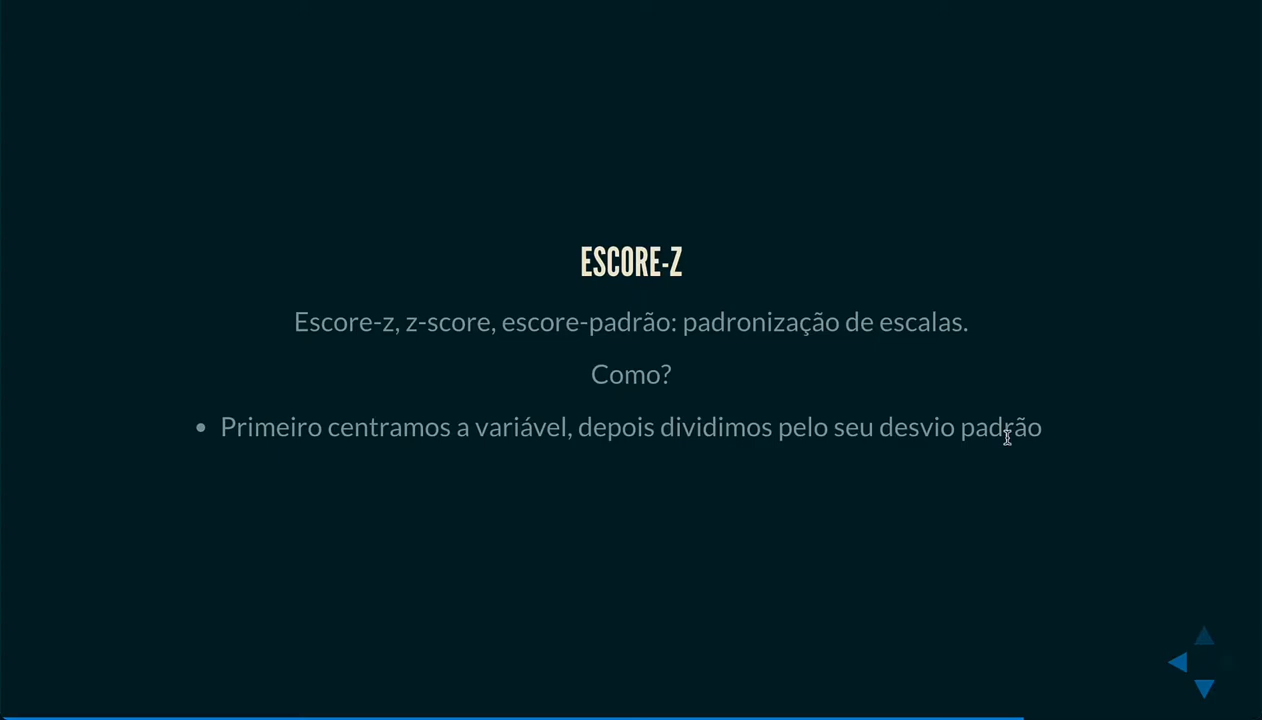 ESCORE-Z
Escore-z, z-score, escore-padrão: padronização de escalas.
Como?
• Primeiro centramos a variável, depois dividimos pelo seu desvio padrão